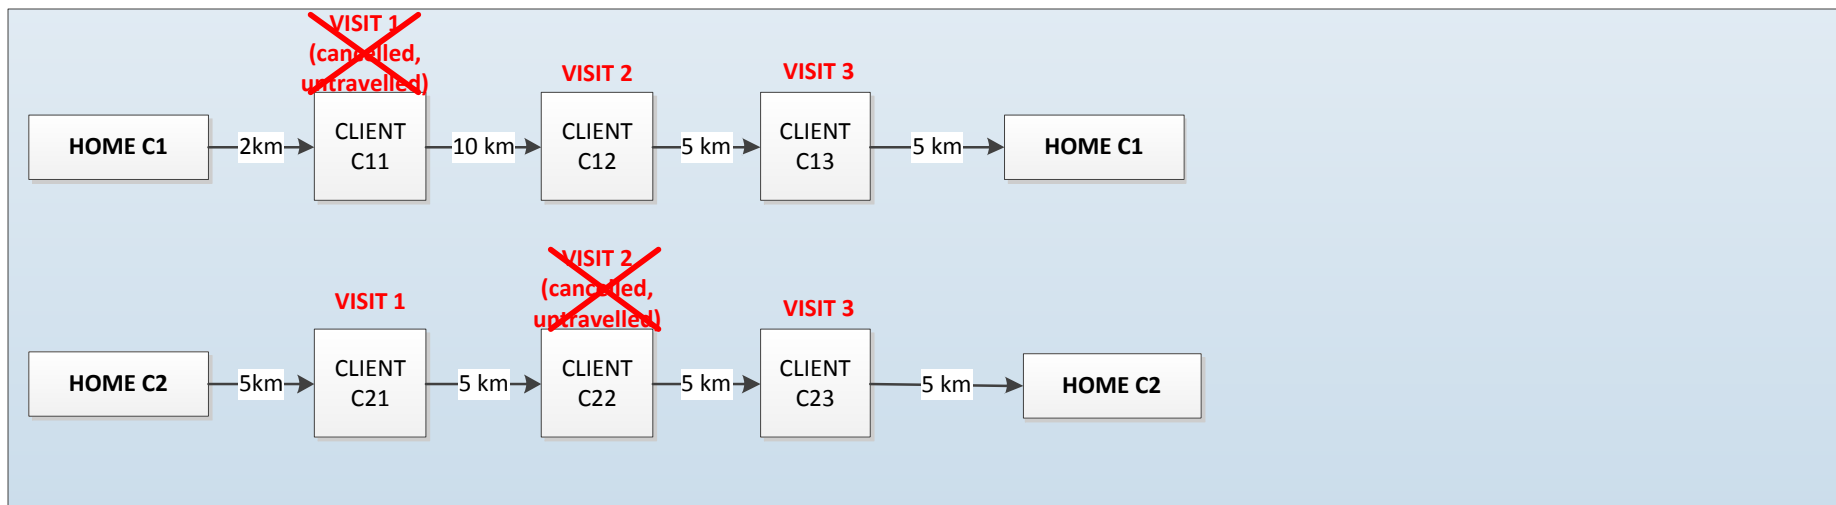 VISIT 1
(cancelled,
untravelled)
VISIT 2
VISIT 3
HOME C1
2km
CLIENT
C11
10 km
CLIENT
C12
5 km
CLIENT
C13
5 km
HOME C1
VISIT 1
VISIT 2
(cancelled,
untravelled)
VISIT 3
HOME C2
5km
CLIENT
C21
5 km
CLIENT
C22
5 km
CLIENT
C23
5 km
HOME C2